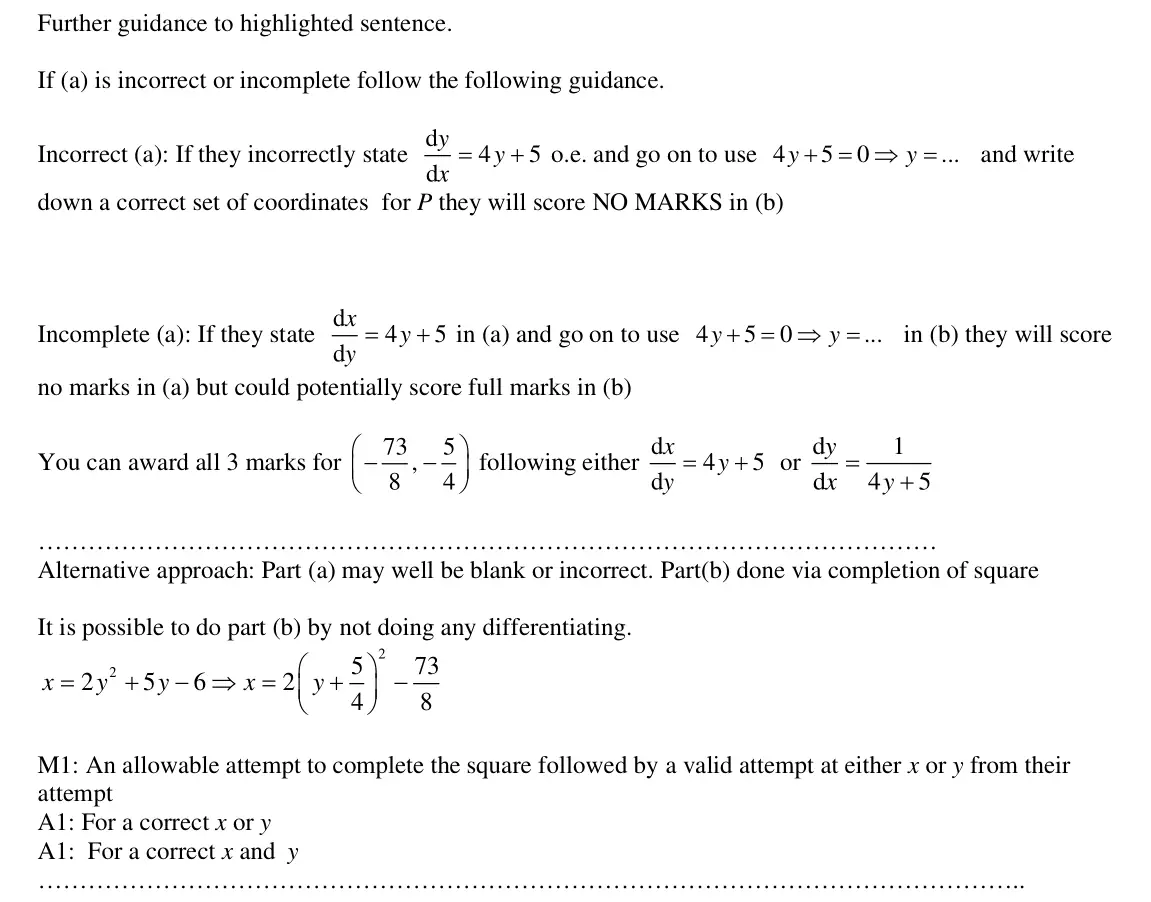 Further guidance to highlighted sentence.
If (a) is incorrect or incomplete follow the following guidance.
Incorrect (a): If they incorrectly state dy/dx = 4y + 5 o.e. and go on to use 4y + 5 = 0 ⇒ y = ... and write
down a correct set of coordinates for P they will score NO MARKS in (b)
Incomplete (a): If they state dx/dy = 4y + 5 in (a) and go on to use 4y + 5 = 0 ⇒ y = ... in (b) they will score
no marks in (a) but could potentially score full marks in (b)
You can award all 3 marks for (−73/8, −5/4) following either dx/dy = 4y + 5 or dy/dx = 1/(4y + 5)
……………………………………………………………………………………………
Alternative approach: Part (a) may well be blank or incorrect. Part(b) done via completion of square
It is possible to do part (b) by not doing any differentiating.
x = 2y² + 5y − 6 ⇒ x = 2(y + 5/4)² − 73/8
M1: An allowable attempt to complete the square followed by a valid attempt at either x or y from their
attempt
A1: For a correct x or y
A1: For a correct x and y
……………………………………………………………………………………………………..